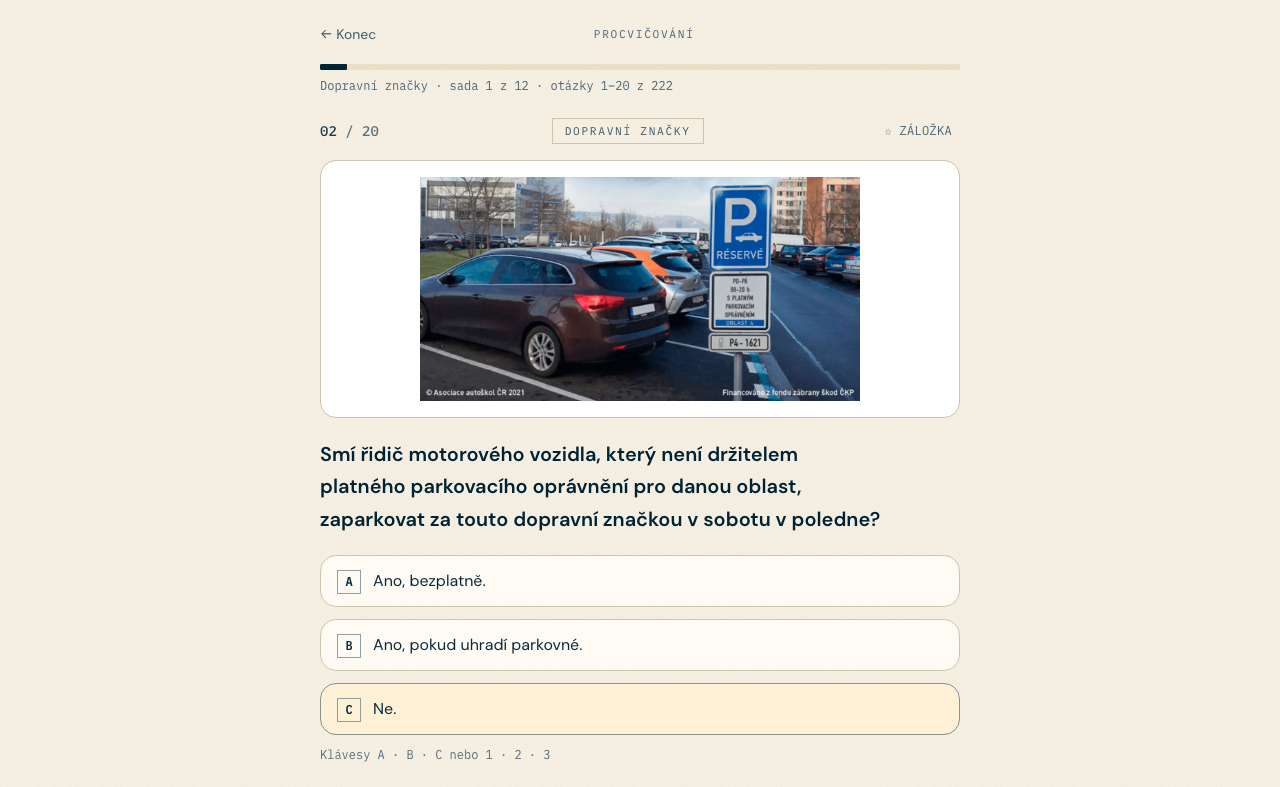 ← Konec
PROCVIČOVÁNÍ
Dopravní značky · sada 1 z 12 · otázky 1–20 z 222
02 / 20
DOPRAVNÍ ZNAČKY
☆ ZÁLOŽKA
P
RÉSERVÉ
PO-PÁ
08-20 h
S PLATNÝM
PARKOVACÍM
OPRÁVNĚNÍM
OBLAST 4
P4-1621
© Asociace autoškol ČR 2021
Financováno z fondu zábrany škod ČKP
Smí řidič motorového vozidla, který není držitelem
platného parkovacího oprávnění pro danou oblast,
zaparkovat za touto dopravní značkou v sobotu v poledne?
A Ano, bezplatně.
B Ano, pokud uhradí parkovné.
C Ne.
Klávesy A · B · C nebo 1 · 2 · 3